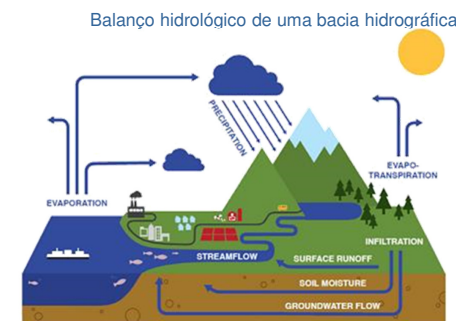 Balanço hidrológico de uma bacia hidrográfica
PRECIPITATION
EVAPO-
TRANSPIRATION
EVAPORATION
INFILTRATION
STREAMFLOW
SURFACE RUNOFF
SOIL MOISTURE
GROUNDWATER FLOW